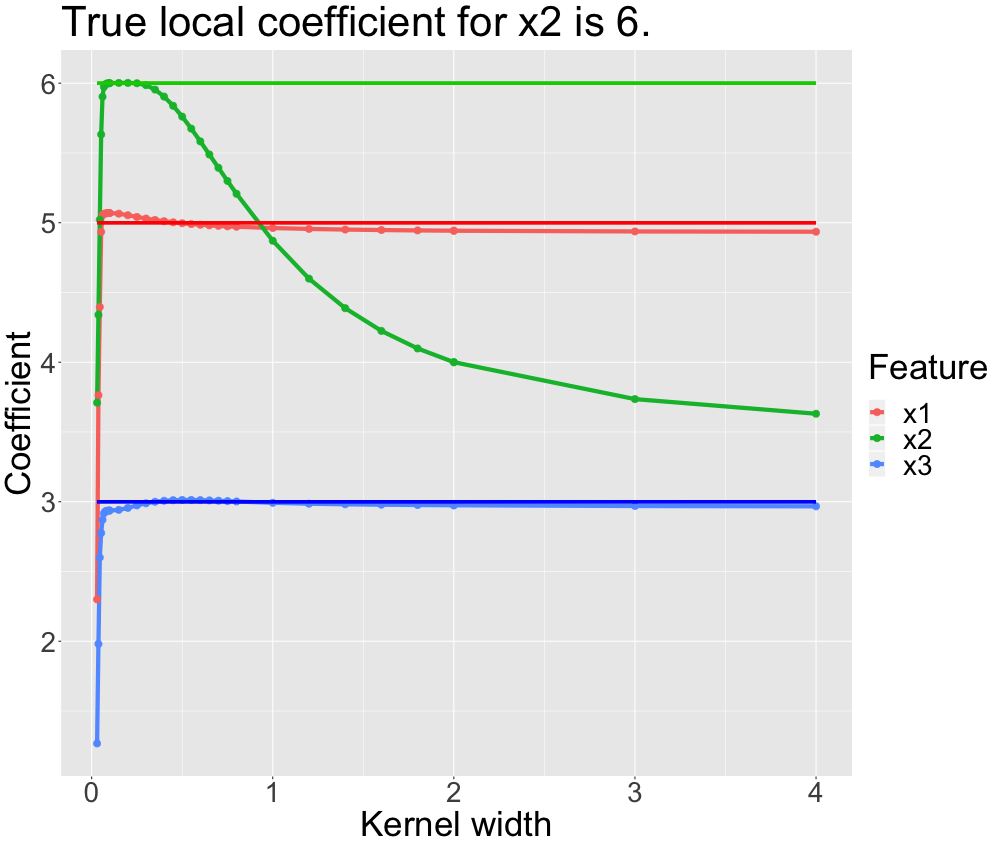 True local coefficient for x2 is 6.
6
5
4
3
2
Coefficient
0 1 2 3 4
Kernel width
Feature
x1
x2
x3